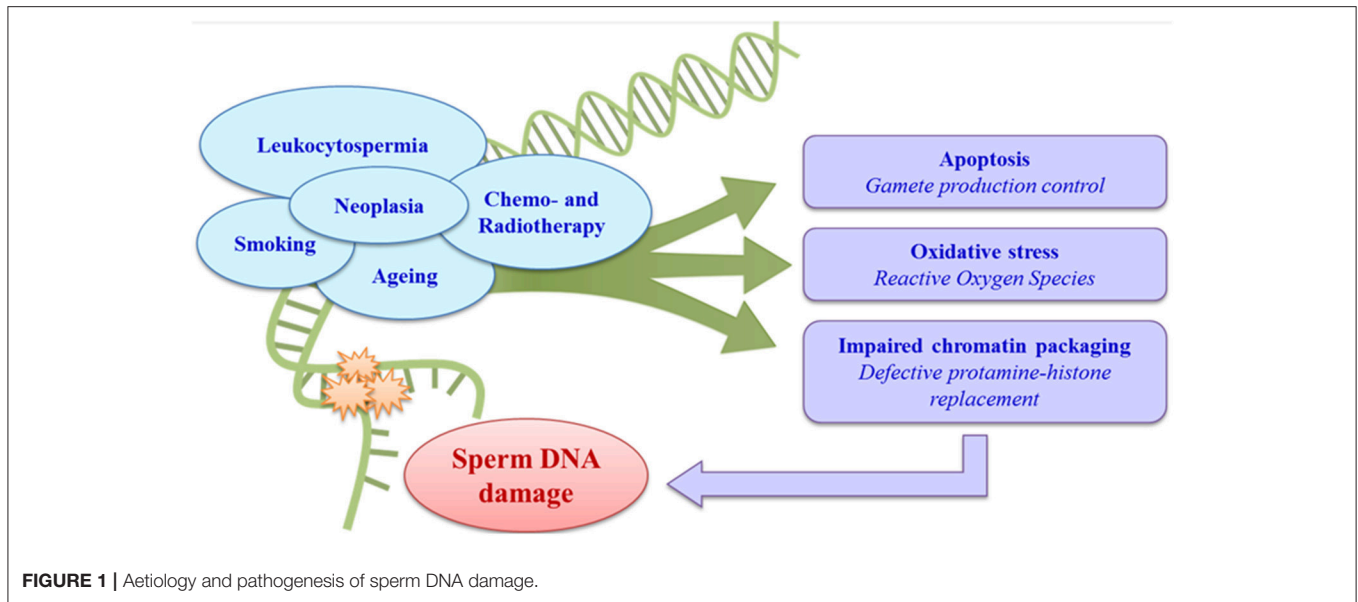 Leukocytospermia
Neoplasia
Chemo- and
Radiotherapy
Smoking
Ageing
Apoptosis
Gamete production control
Oxidative stress
Reactive Oxygen Species
Impaired chromatin packaging
Defective protamine-histone
replacement
Sperm DNA
damage
FIGURE 1 | Aetiology and pathogenesis of sperm DNA damage.